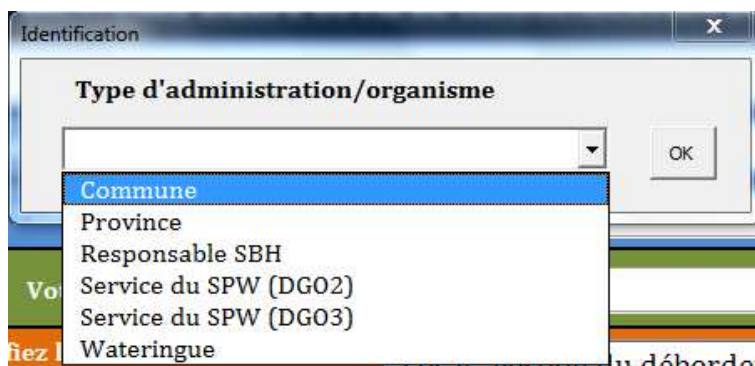 Identification
x
Type d'administration/organisme
OK
Commune
Province
Responsable SBH
Service du SPW (DGO2)
Service du SPW (DGO3)
Wateringue